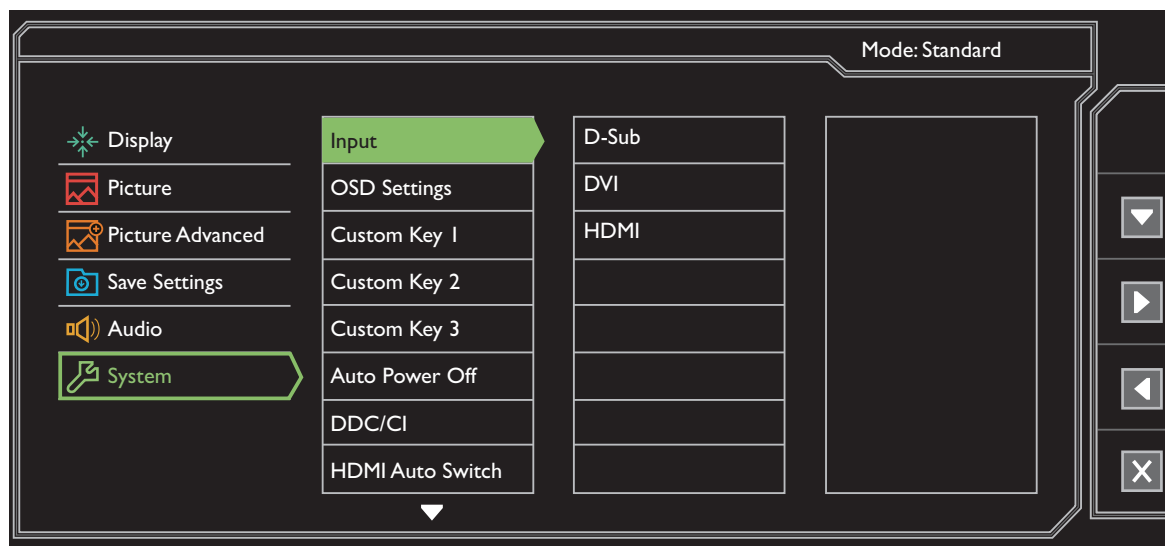 Mode: Standard
Display
Picture
Picture Advanced
Save Settings
Audio
System
Input
OSD Settings
Custom Key 1
Custom Key 2
Custom Key 3
Auto Power Off
DDC/CI
HDMI Auto Switch
D-Sub
DVI
HDMI
X